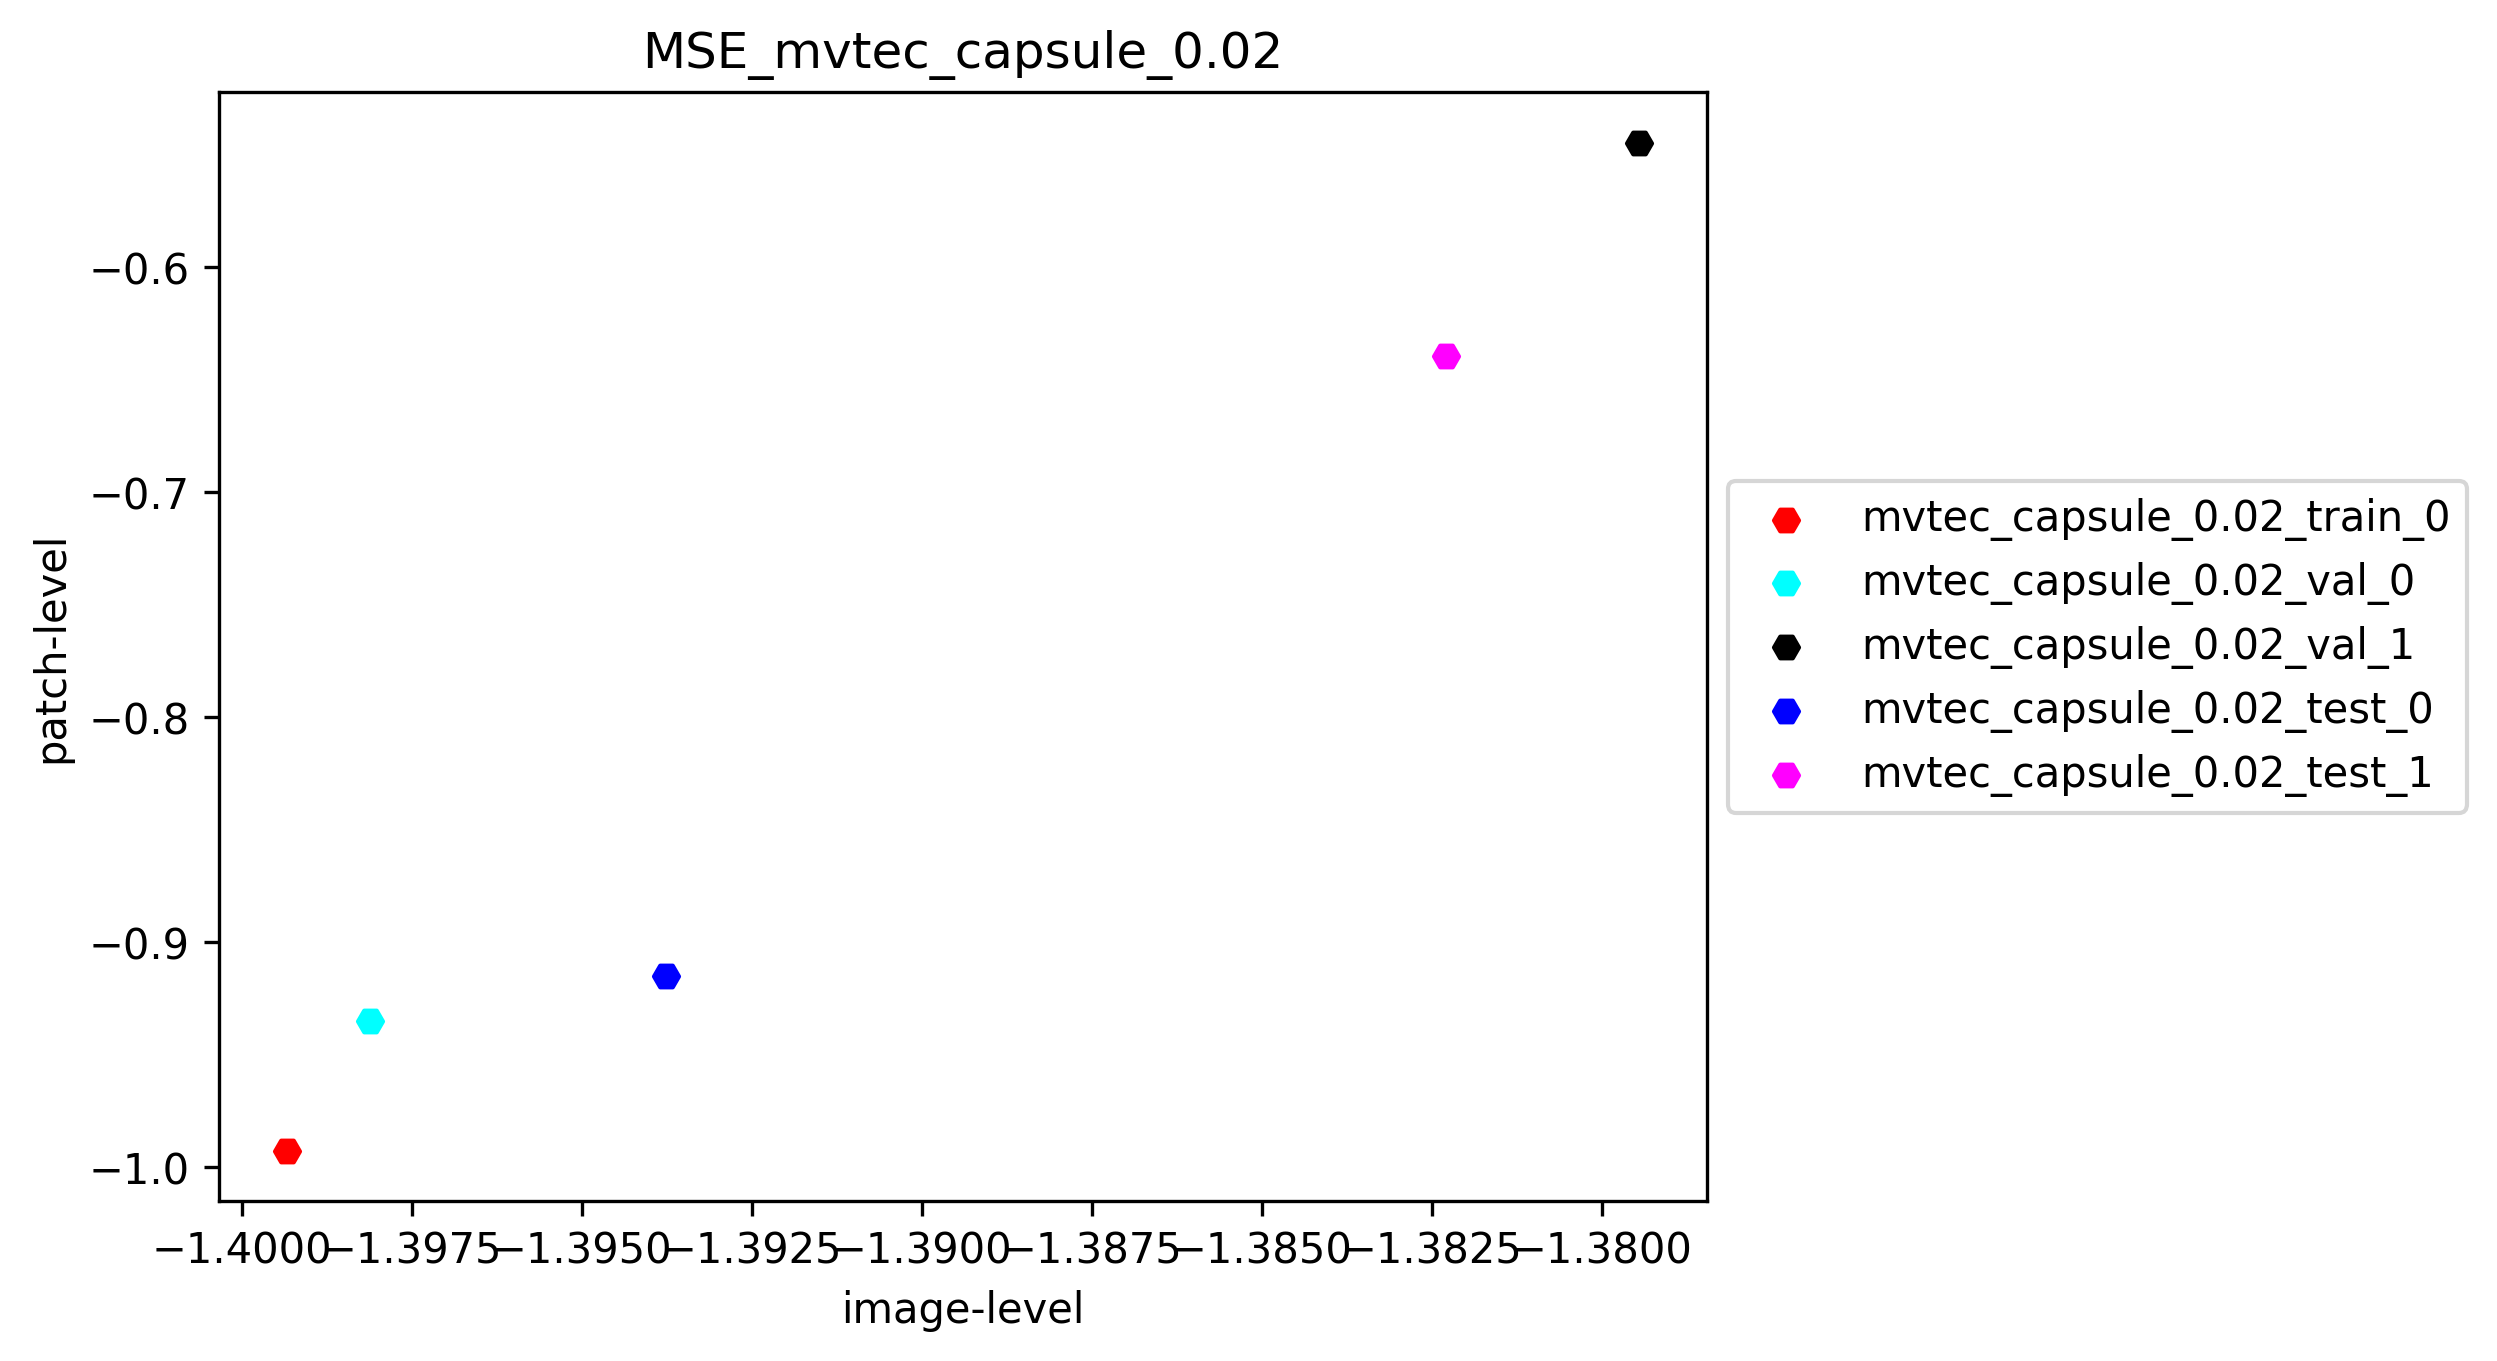 MSE_mvtec_capsule_0.02
−0.6
−0.7
−0.8
−0.9
−1.0
patch-level
−1.4000 −1.3975 −1.3950 −1.3925 −1.3900 −1.3875 −1.3850 −1.3825 −1.3800
image-level
mvtec_capsule_0.02_train_0
mvtec_capsule_0.02_val_0
mvtec_capsule_0.02_val_1
mvtec_capsule_0.02_test_0
mvtec_capsule_0.02_test_1